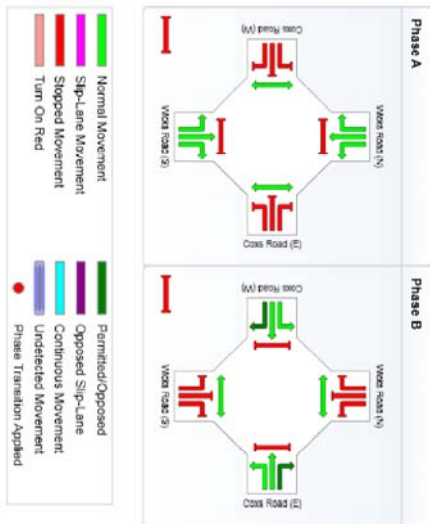 Phase A
Wicks Road (N)
Coxs Road (W)
Coxs Road (E)
Wicks Road (S)
Phase B
Wicks Road (N)
Coxs Road (W)
Coxs Road (E)
Wicks Road (S)
Normal Movement
Slip-Lane Movement
Stopped Movement
Turn On Red
Permitted/Opposed
Opposed Slip-Lane
Continuous Movement
Undetected Movement
Phase Transition Applied